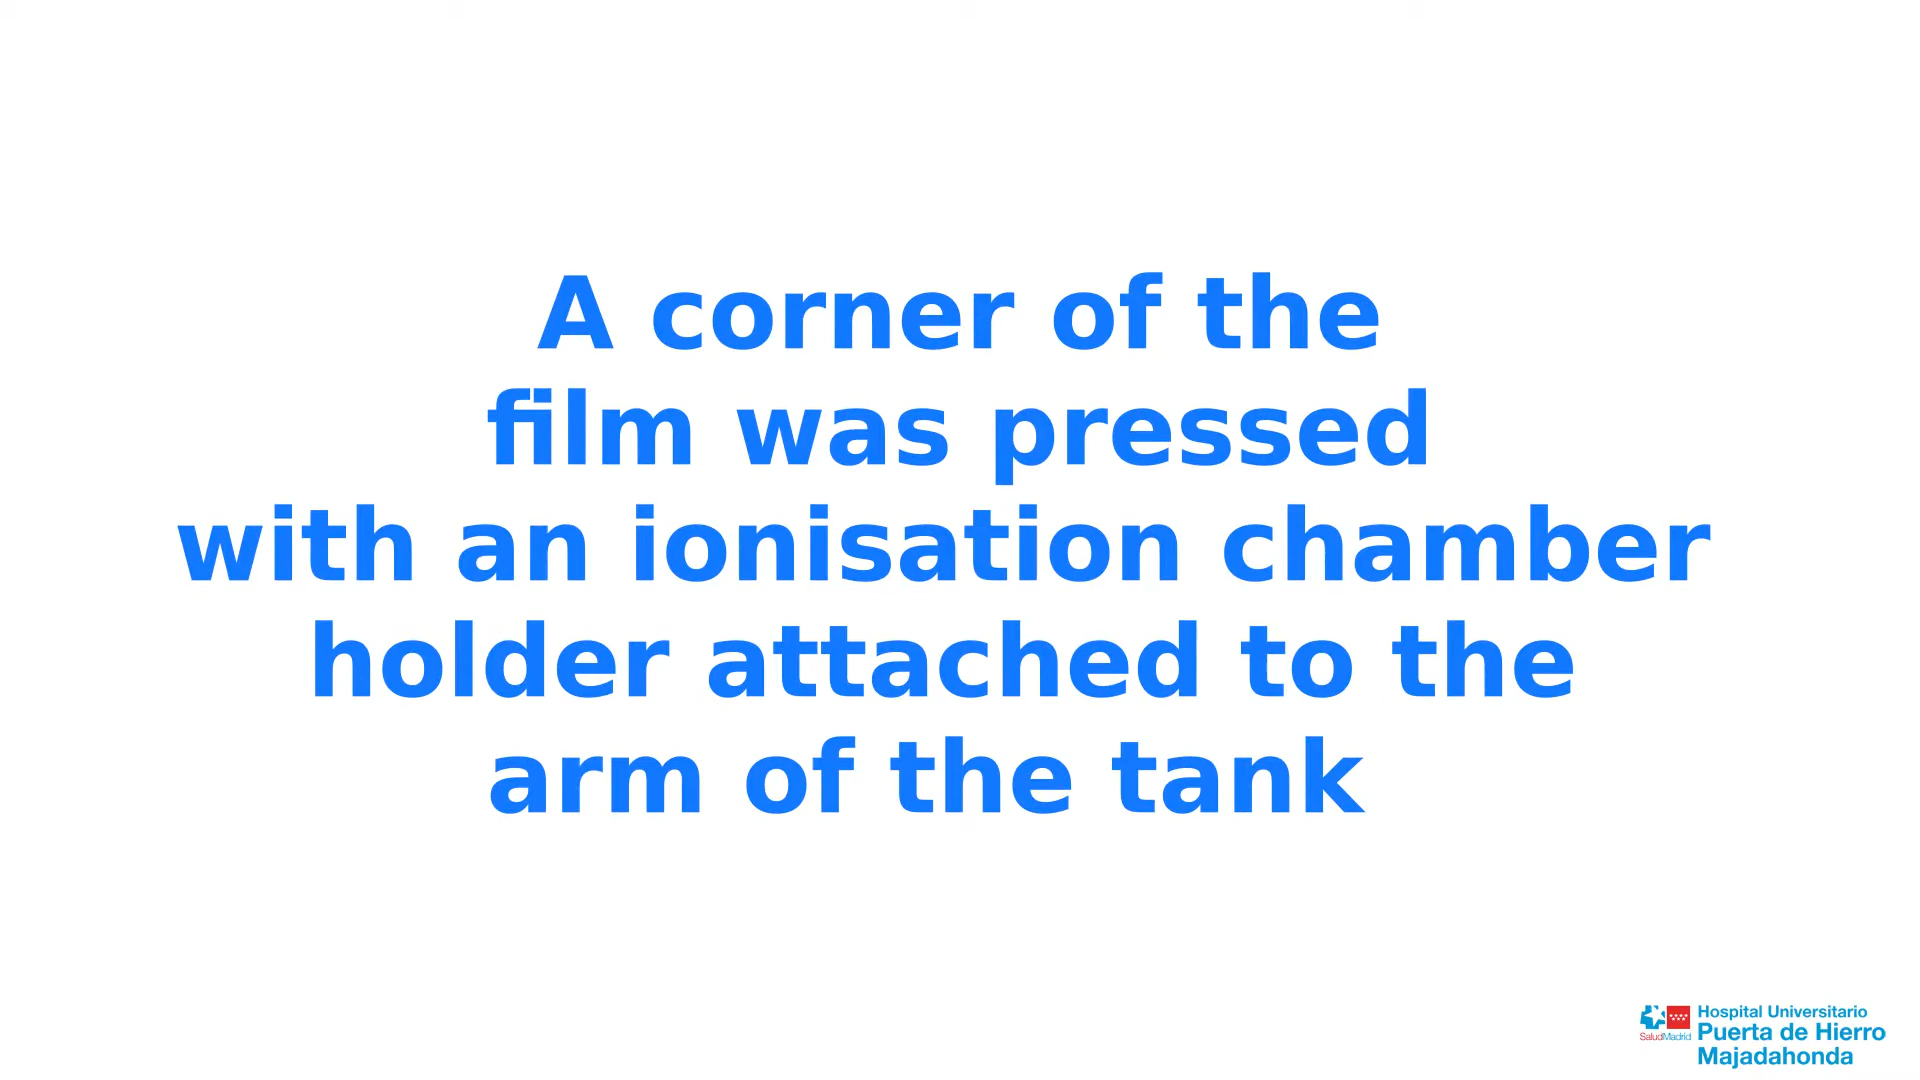 A corner of the
film was pressed
with an ionisation chamber
holder attached to the
arm of the tank
SaludMadrid
Hospital Universitario
Puerta de Hierro
Majadahonda